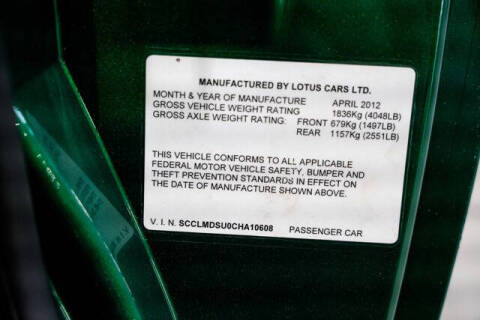 MANUFACTURED BY LOTUS CARS LTD.
MONTH & YEAR OF MANUFACTURE APRIL 2012
GROSS VEHICLE WEIGHT RATING 1836Kg (4048LB)
GROSS AXLE WEIGHT RATING: FRONT 679Kg (1497LB)
REAR 1157Kg (2551LB)
THIS VEHICLE CONFORMS TO ALL APPLICABLE
FEDERAL MOTOR VEHICLE SAFETY, BUMPER AND
THEFT PREVENTION STANDARDS IN EFFECT ON
THE DATE OF MANUFACTURE SHOWN ABOVE.
V. I. N. SCCLMDSU0CHA10608 PASSENGER CAR